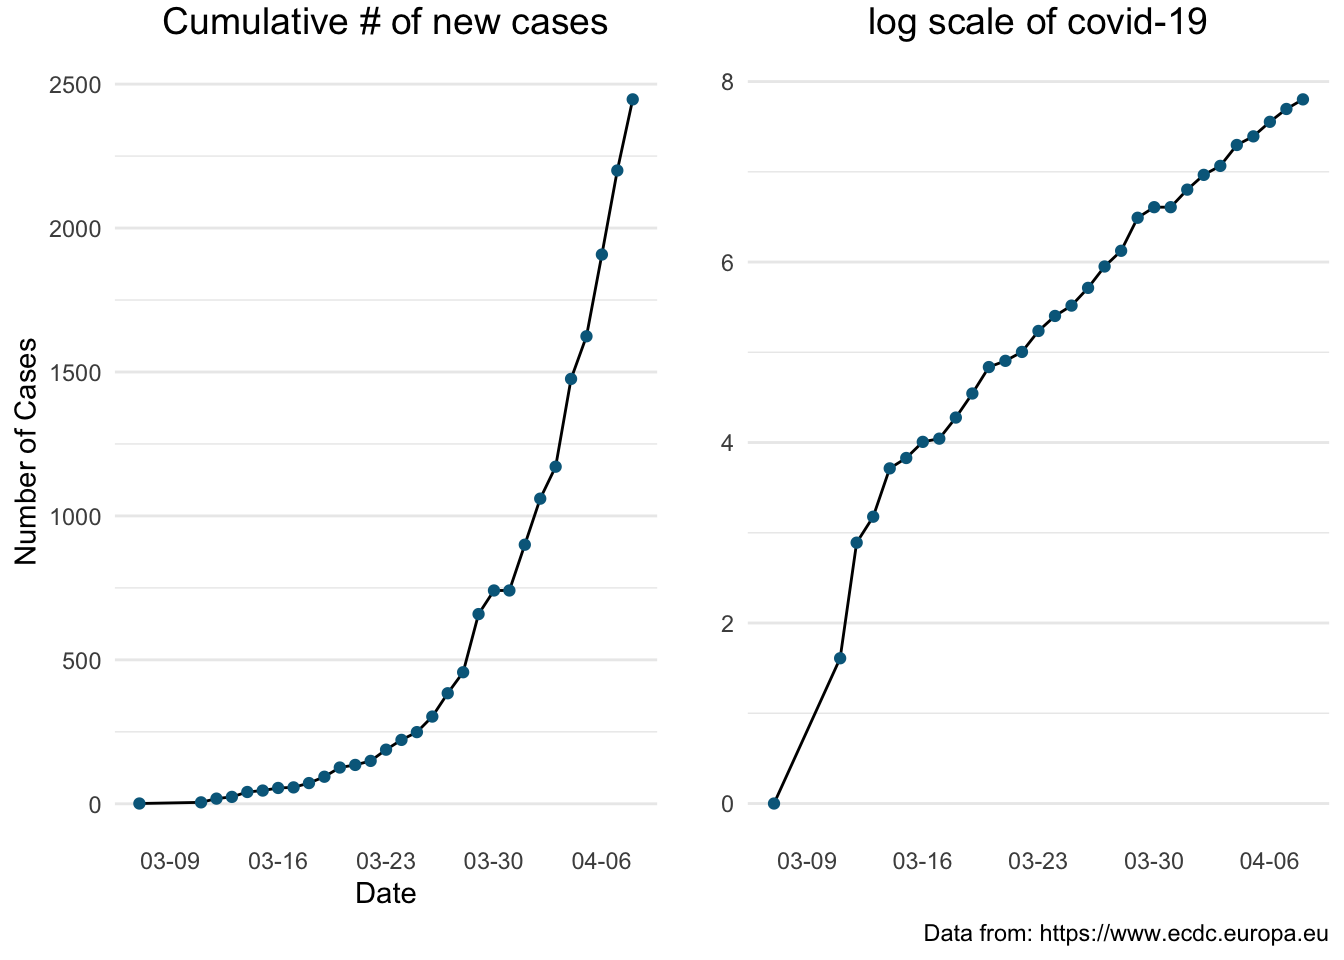 Cumulative # of new cases
Number of Cases
2500
2000
1500
1000
500
0
03-09 03-16 03-23 03-30 04-06
Date
log scale of covid-19
8
6
4
2
0
03-09 03-16 03-23 03-30 04-06
Data from: https://www.ecdc.europa.eu